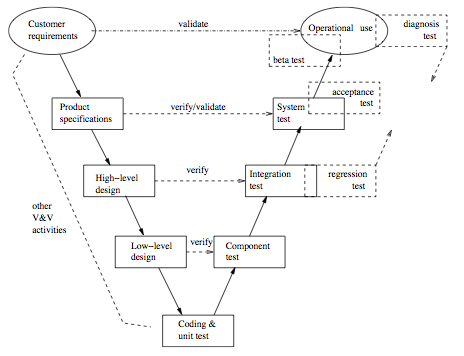 Customer
requirements
validate
Operational use
diagnosis
test
beta test
acceptance
test
Product
specifications
verify/validate
System
test
High-level
design
verify
Integration
test
regression
test
other
V&V
activities
Low-level
design
verify
Component
test
Coding &
unit test